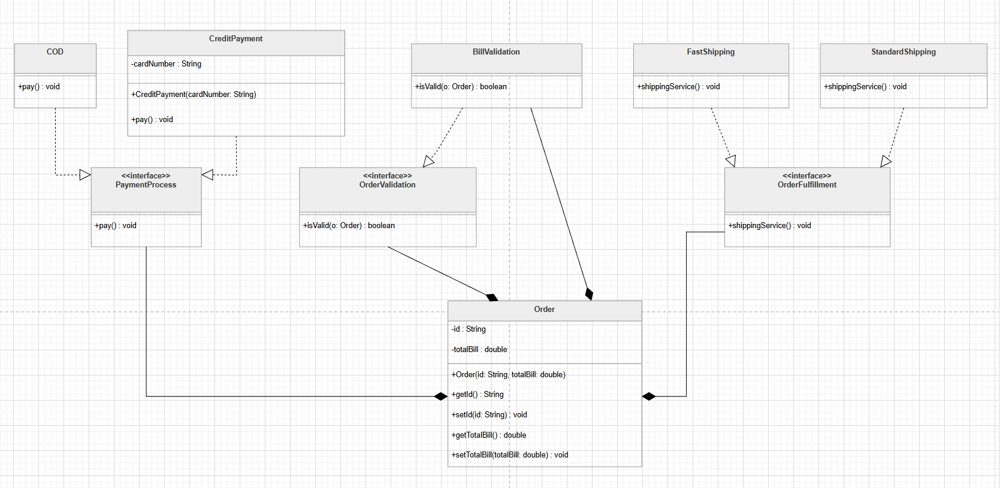 COD
+pay() : void
CreditPayment
-cardNumber : String
+CreditPayment(cardNumber: String)
+pay() : void
BillValidation
+isValid(o: Order) : boolean
FastShipping
+shippingService() : void
StandardShipping
+shippingService() : void
<<interface>>
PaymentProcess
+pay() : void
<<interface>>
OrderValidation
+isValid(o: Order) : boolean
<<interface>>
OrderFulfillment
+shippingService() : void
Order
-id : String
-totalBill : double
+Order(id: String, totalBill: double)
+getId() : String
+setId(id: String) : void
+getTotalBill() : double
+setTotalBill(totalBill: double) : void